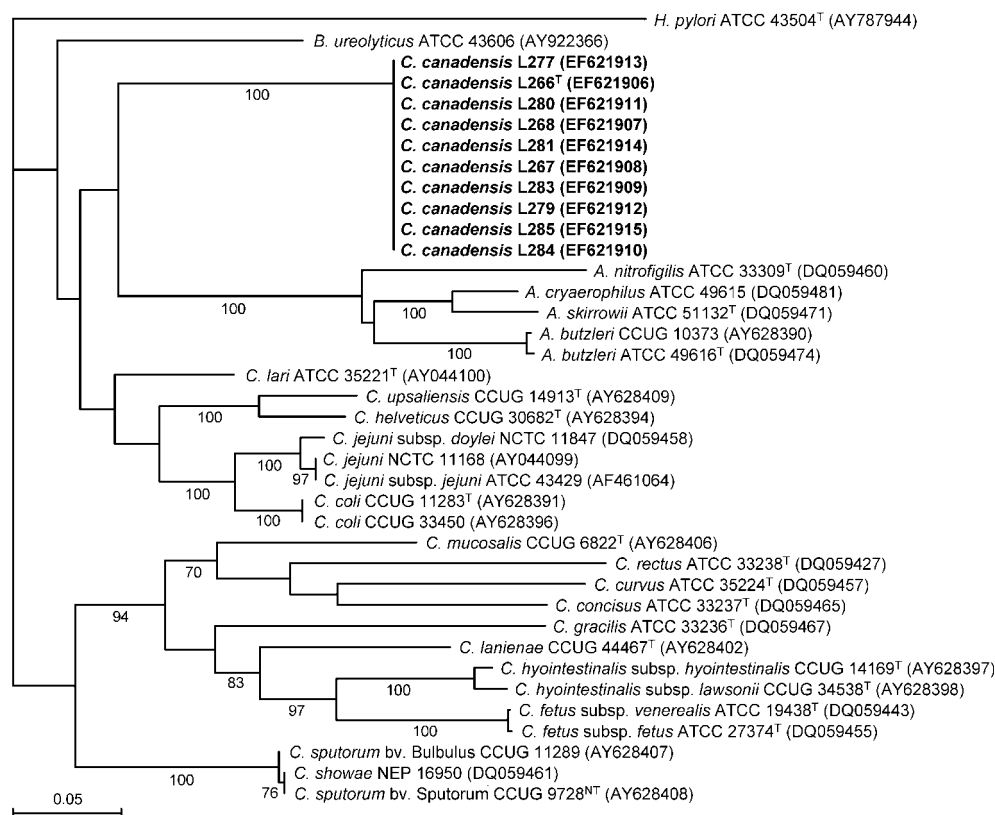 H. pylori ATCC 43504T (AY787944)
B. ureolyticus ATCC 43606 (AY922366)
C. canadensis L277 (EF621913)
C. canadensis L266T (EF621906)
100
C. canadensis L280 (EF621911)
C. canadensis L268 (EF621907)
C. canadensis L281 (EF621914)
C. canadensis L267 (EF621908)
C. canadensis L283 (EF621909)
C. canadensis L279 (EF621912)
C. canadensis L285 (EF621915)
C. canadensis L284 (EF621910)
A. nitrofigilis ATCC 33309T (DQ059460)
A. cryaerophilus ATCC 49615 (DQ059481)
100
100
A. skirrowii ATCC 51132T (DQ059471)
A. butzleri CCUG 10373 (AY628390)
100
A. butzleri ATCC 49616T (DQ059474)
C. lari ATCC 35221T (AY044100)
C. upsaliensis CCUG 14913T (AY628409)
100
C. helveticus CCUG 30682T (AY628394)
C. jejuni subsp. doylei NCTC 11847 (DQ059458)
100
C. jejuni NCTC 11168 (AY044099)
97
C. jejuni subsp. jejuni ATCC 43429 (AF461064)
100
C. coli CCUG 11283T (AY628391)
100
C. coli CCUG 33450 (AY628396)
C. mucosalis CCUG 6822T (AY628406)
70
C. rectus ATCC 33238T (DQ059427)
C. curvus ATCC 35224T (DQ059457)
C. concisus ATCC 33237T (DQ059465)
94
C. gracilis ATCC 33236T (DQ059467)
C. lanienae CCUG 44467T (AY628402)
83
C. hyointestinalis subsp. hyointestinalis CCUG 14169T (AY628397)
100
C. hyointestinalis subsp. lawsonii CCUG 34538T (AY628398)
97
C. fetus subsp. venerealis ATCC 19438T (DQ059443)
100
C. fetus subsp. fetus ATCC 27374T (DQ059455)
C. sputorum bv. Bulbulus CCUG 11289 (AY628407)
100
C. showae NEP 16950 (DQ059461)
76
C. sputorum bv. Sputorum CCUG 9728NT (AY628408)
0.05